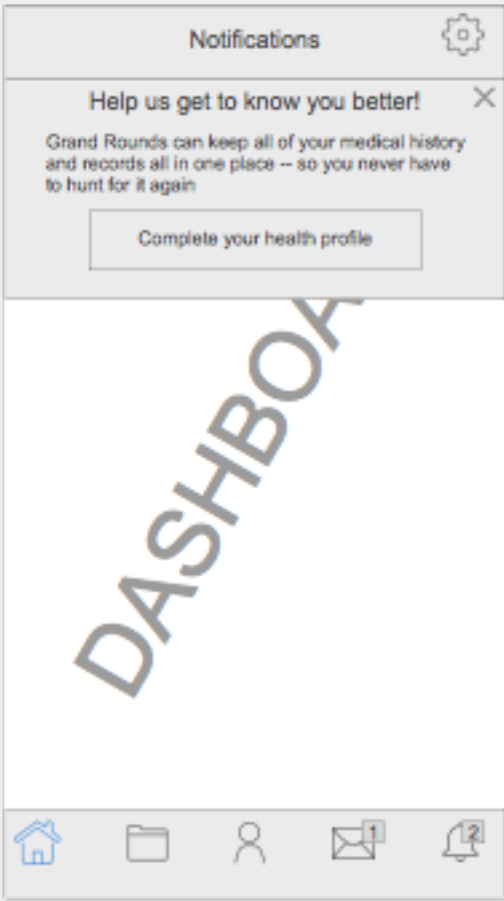 Notifications
Help us get to know you better!
Grand Rounds can keep all of your medical history
and records all in one place -- so you never have
to hunt for it again
Complete your health profile
DASHBOA
1
2